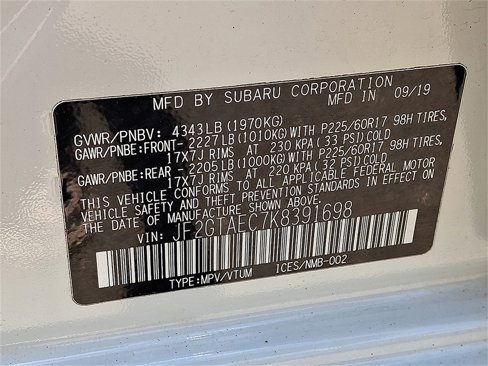 MFD BY SUBARU CORPORATION
MFD IN 09/19
GVWR/PNBV: 4343LB (1970KG)
GAWR/PNBE:FRONT- 2227LB (1010KG) WITH P225/60R17 98H TIRES,
17X7J RIMS AT 230 KPA (33 PSI) COLD
GAWR/PNBE:REAR - 2205LB (1000KG) WITH P225/60R17 98H TIRES,
17X7J RIMS AT 220 KPA (32 PSI) COLD
THIS VEHICLE CONFORMS TO ALL APPLICABLE FEDERAL MOTOR
VEHICLE SAFETY AND THEFT PREVENTION STANDARDS IN EFFECT ON
THE DATE OF MANUFACTURE SHOWN ABOVE.
VIN: JF2GTAEC7K8391698
TYPE:MPV/VTUM ICES/NMB-002